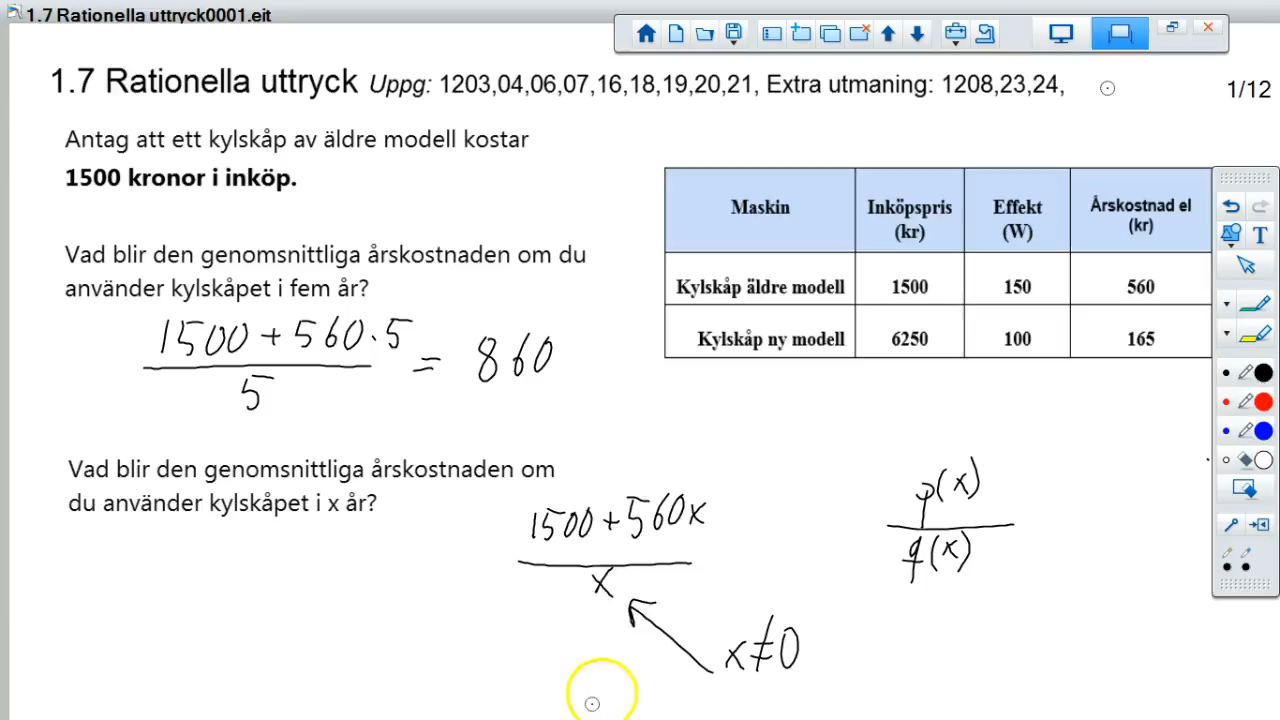 1.7 Rationella uttryck0001.eit
1.7 Rationella uttryck Uppg: 1203,04,06,07,16,18,19,20,21, Extra utmaning: 1208,23,24,
1/12
Antag att ett kylskåp av äldre modell kostar
1500 kronor i inköp.
Vad blir den genomsnittliga årskostnaden om du
använder kylskåpet i fem år?
1500 + 560 · 5
5
= 860
Maskin Inköpspris (kr) Effekt (W) Årskostnad el (kr)
Kylskåp äldre modell 1500 150 560
Kylskåp ny modell 6250 100 165
Vad blir den genomsnittliga årskostnaden om
du använder kylskåpet i x år?
1500 + 560x
x
x ≠ 0
p(x)
q(x)
T